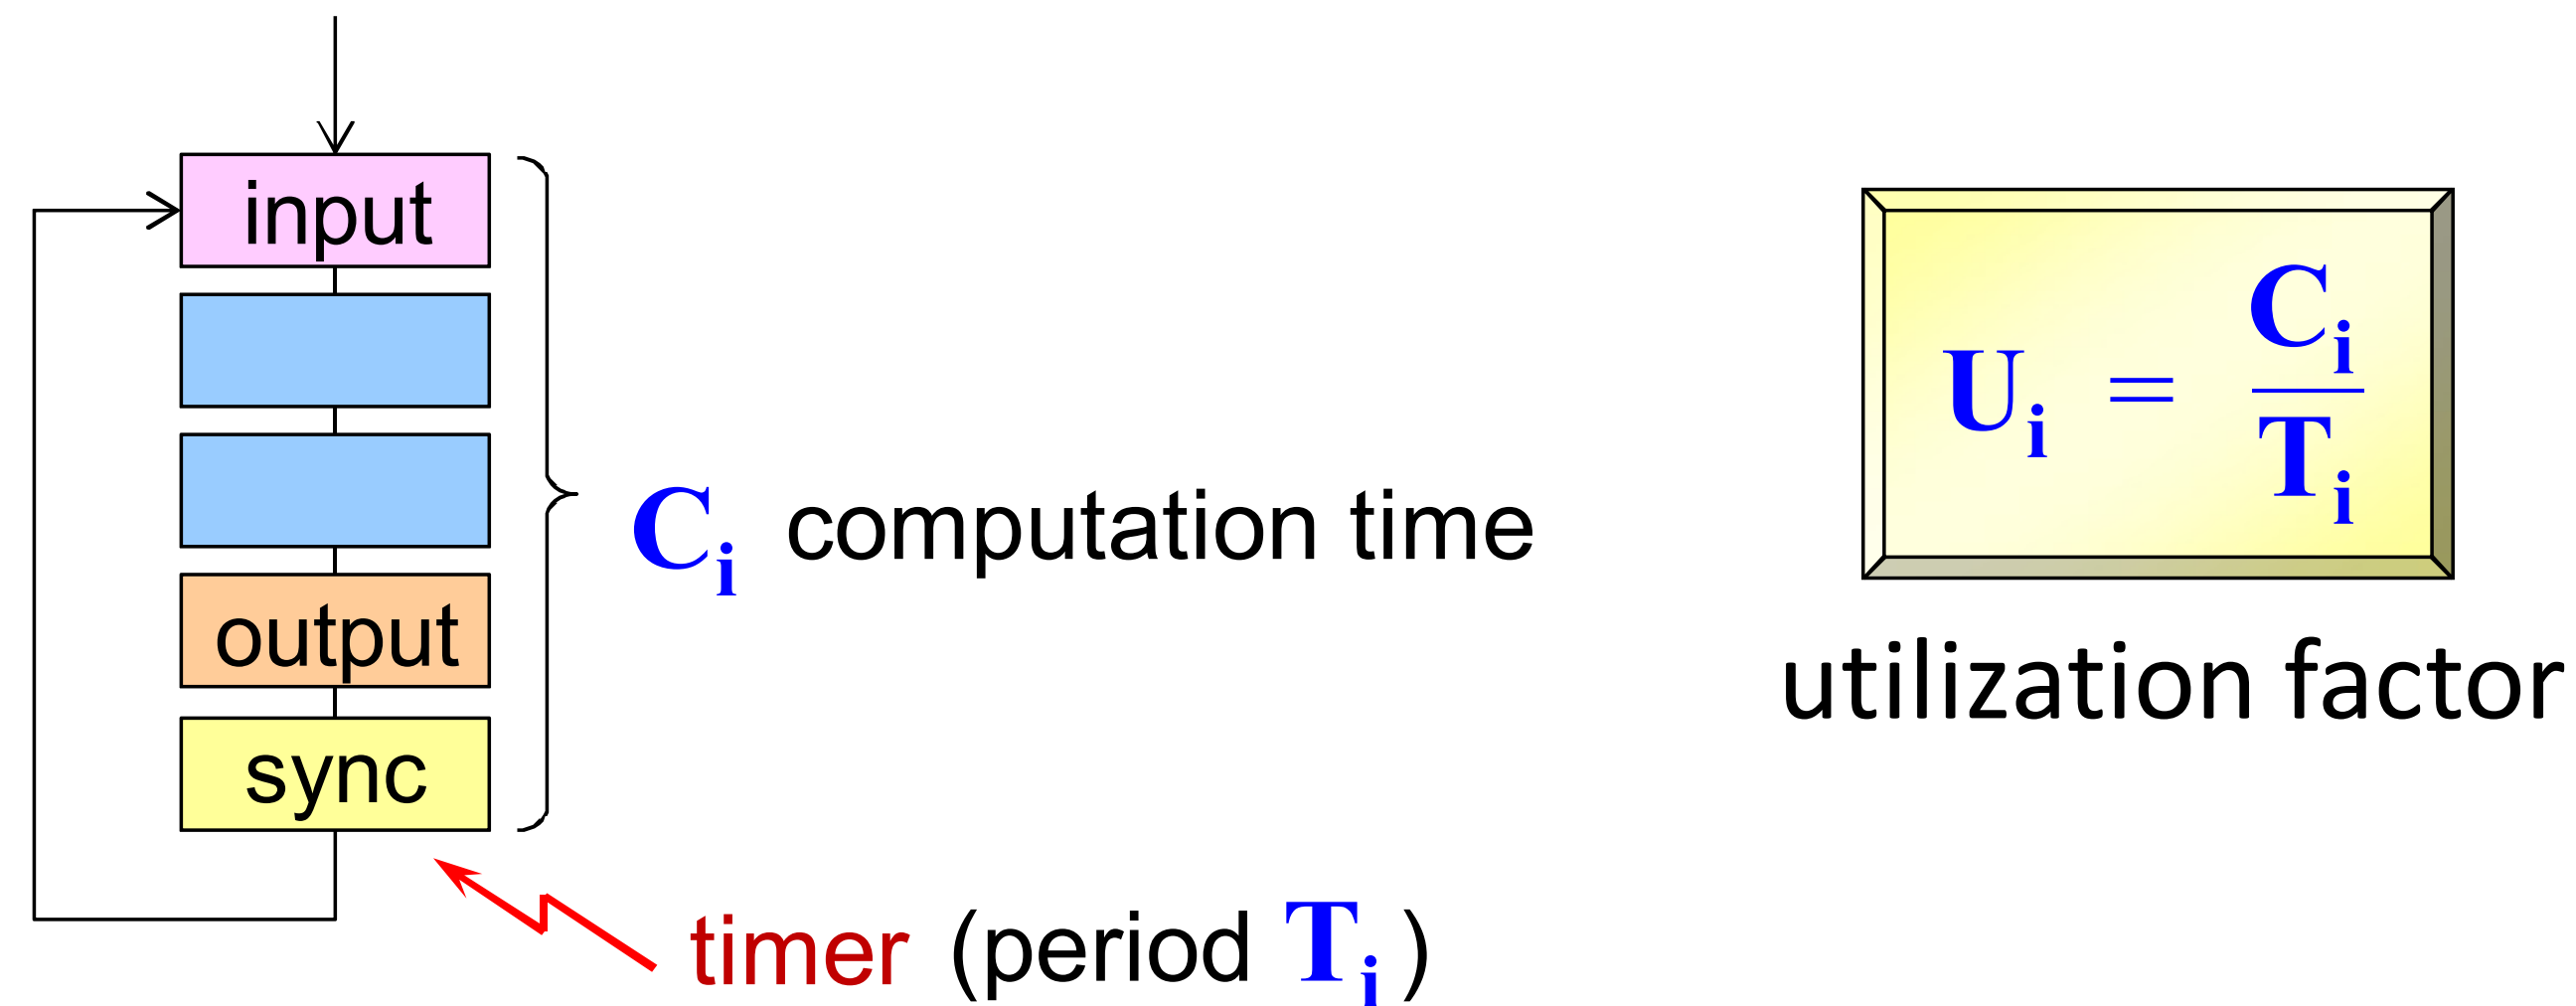 input
output
sync
Ci computation time
timer (period Ti)
Ui = Ci / Ti
utilization factor